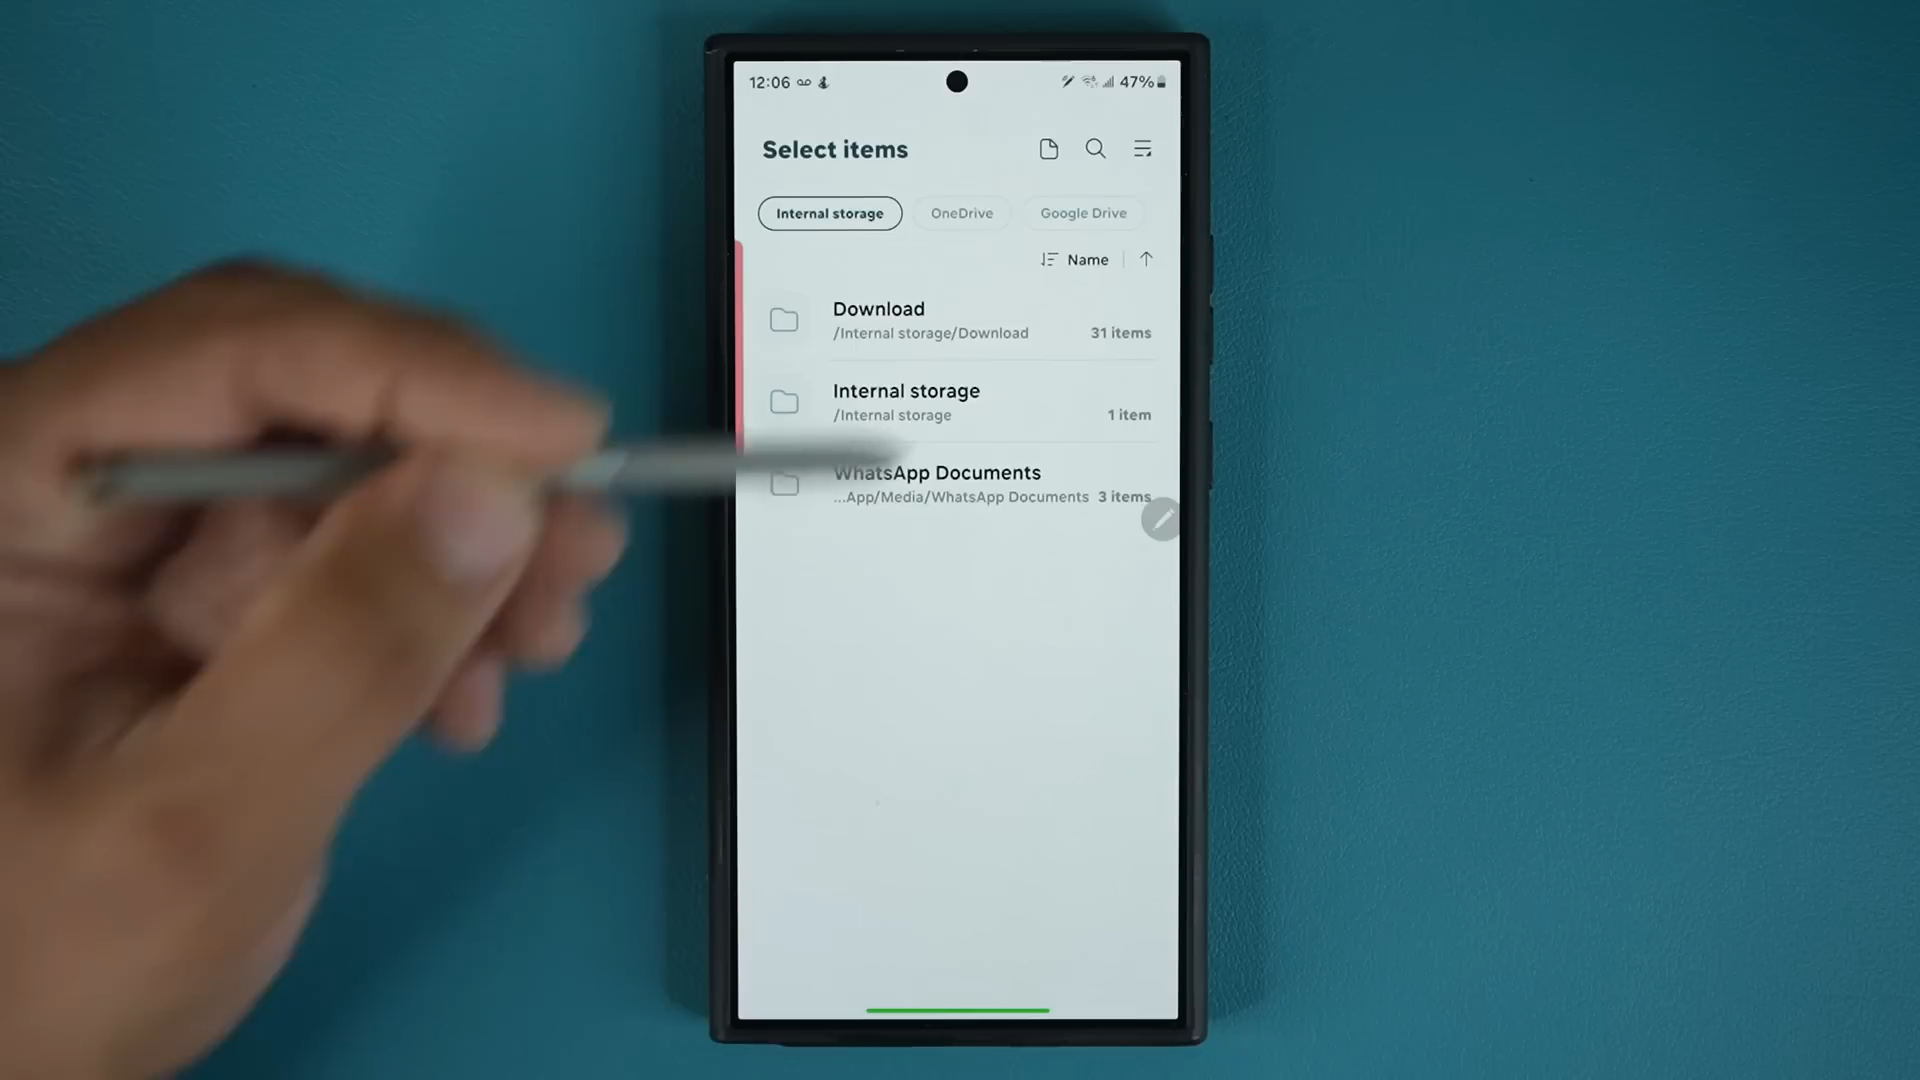 12:06
47%
Select items
Internal storage
OneDrive
Google Drive
Name
Download
/Internal storage/Download
31 items
Internal storage
/Internal storage
1 item
WhatsApp Documents
...App/Media/WhatsApp Documents
3 items